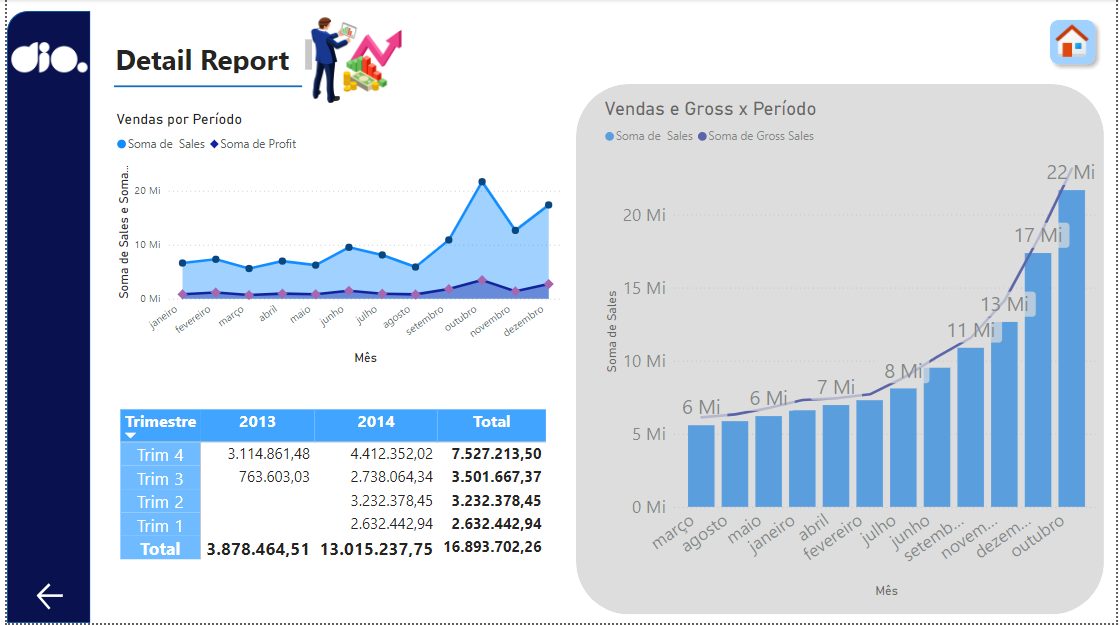 dio.
Detail Report
Vendas por Período
Soma de Sales Soma de Profit
Soma de Sales e Soma...
20 Mi
10 Mi
0 Mi
janeiro
fevereiro
março
abril
maio
junho
julho
agosto
setembro
outubro
novembro
dezembro
Mês
Trimestre 2013 2014 Total
Trim 4 3.114.861,48 4.412.352,02 7.527.213,50
Trim 3 763.603,03 2.738.064,34 3.501.667,37
Trim 2 3.232.378,45 3.232.378,45
Trim 1 2.632.442,94 2.632.442,94
Total 3.878.464,51 13.015.237,75 16.893.702,26
Vendas e Gross x Período
Soma de Sales Soma de Gross Sales
Soma de Sales
20 Mi
15 Mi
10 Mi
5 Mi
0 Mi
6 Mi
6 Mi
7 Mi
8 Mi
11 Mi
13 Mi
17 Mi
22 Mi
março
agosto
maio
janeiro
abril
fevereiro
julho
junho
setemb...
novem...
dezem...
outubro
Mês